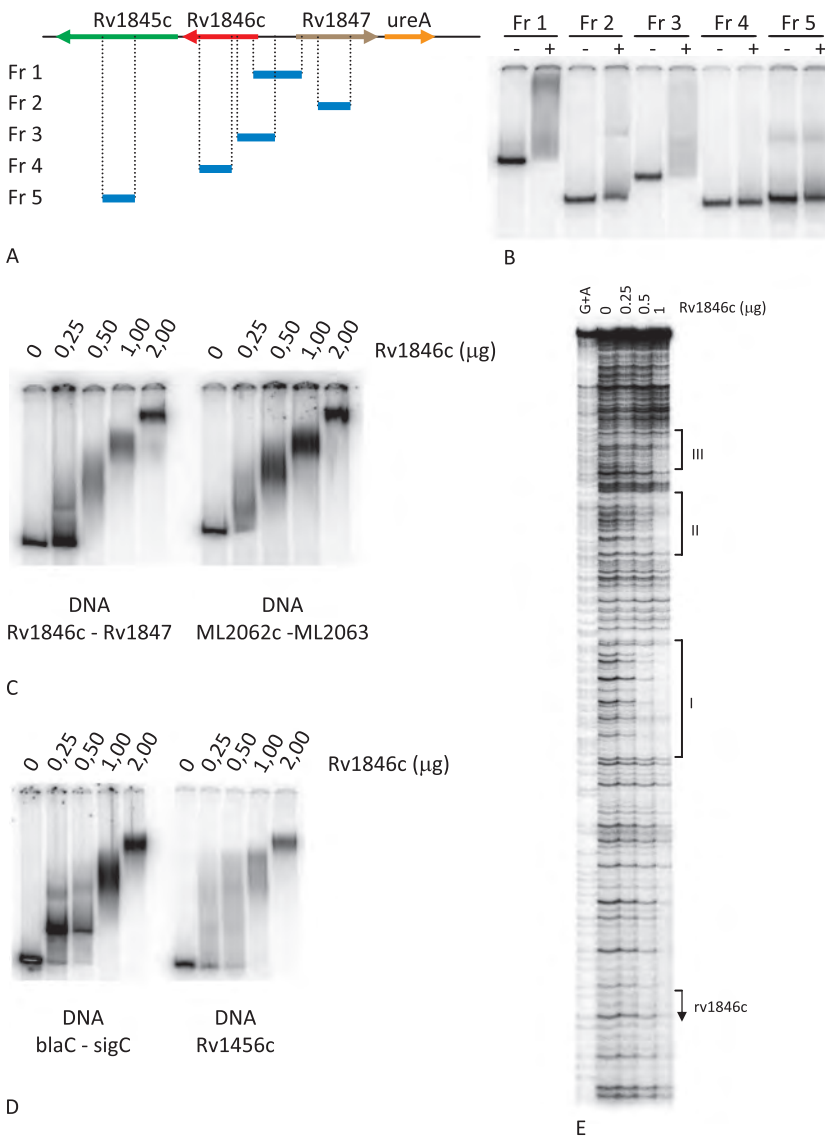 Rv1845c Rv1846c Rv1847 ureA
Fr 1
Fr 2
Fr 3
Fr 4
Fr 5
A
Fr 1 Fr 2 Fr 3 Fr 4 Fr 5
- + - + - + - + - +
B
0 0,25 0,50 1,00 2,00 0 0,25 0,50 1,00 2,00 Rv1846c (µg)
DNA DNA
Rv1846c - Rv1847 ML2062c -ML2063
C
0 0,25 0,50 1,00 2,00 0 0,25 0,50 1,00 2,00 Rv1846c (µg)
DNA DNA
blaC - sigC Rv1456c
D
G+A 0 0.25 0.5 1 Rv1846c (µg)
III
II
I
rv1846c
E